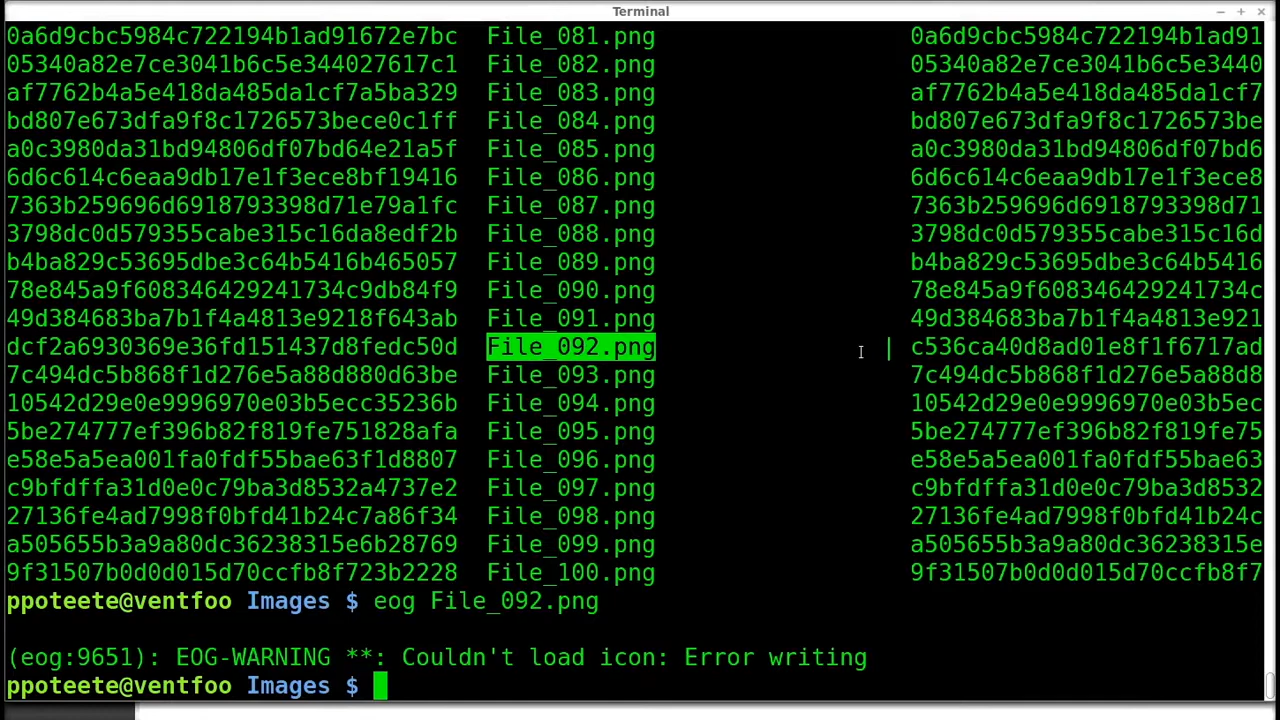 Terminal
0a6d9cbc5984c722194b1ad91672e7bc File_081.png 0a6d9cbc5984c722194b1ad91
05340a82e7ce3041b6c5e344027617c1 File_082.png 05340a82e7ce3041b6c5e3440
af7762b4a5e418da485da1cf7a5ba329 File_083.png af7762b4a5e418da485da1cf7
bd807e673dfa9f8c1726573bece0c1ff File_084.png bd807e673dfa9f8c1726573be
a0c3980da31bd94806df07bd64e21a5f File_085.png a0c3980da31bd94806df07bd6
6d6c614c6eaa9db17e1f3ece8bf19416 File_086.png 6d6c614c6eaa9db17e1f3ece8
7363b259696d6918793398d71e79a1fc File_087.png 7363b259696d6918793398d71
3798dc0d579355cabe315c16da8edf2b File_088.png 3798dc0d579355cabe315c16d
b4ba829c53695dbe3c64b5416b465057 File_089.png b4ba829c53695dbe3c64b5416
78e845a9f608346429241734c9db84f9 File_090.png 78e845a9f608346429241734c
49d384683ba7b1f4a4813e9218f643ab File_091.png 49d384683ba7b1f4a4813e921
dcf2a6930369e36fd151437d8fedc50d File_092.png | c536ca40d8ad01e8f1f6717ad
7c494dc5b868f1d276e5a88d880d63be File_093.png 7c494dc5b868f1d276e5a88d8
10542d29e0e9996970e03b5ecc35236b File_094.png 10542d29e0e9996970e03b5ec
5be274777ef396b82f819fe751828afa File_095.png 5be274777ef396b82f819fe75
e58e5a5ea001fa0fdf55bae63f1d8807 File_096.png e58e5a5ea001fa0fdf55bae63
c9bfdffa31d0e0c79ba3d8532a4737e2 File_097.png c9bfdffa31d0e0c79ba3d8532
27136fe4ad7998f0bfd41b24c7a86f34 File_098.png 27136fe4ad7998f0bfd41b24c
a505655b3a9a80dc36238315e6b28769 File_099.png a505655b3a9a80dc36238315e
9f31507b0d0d015d70ccfb8f723b2228 File_100.png 9f31507b0d0d015d70ccfb8f7
ppoteete@ventfoo Images $ eog File_092.png
(eog:9651): EOG-WARNING **: Couldn't load icon: Error writing
ppoteete@ventfoo Images $